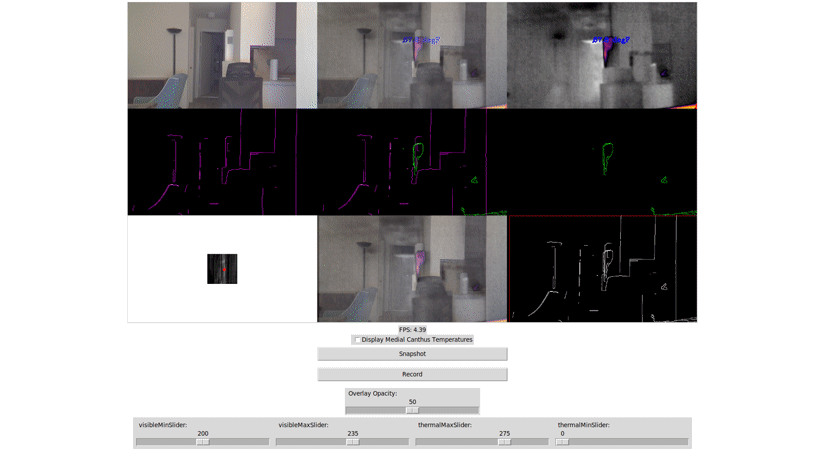 FPS: 4.39
Display Medial Canthus Temperatures
Snapshot
Record
Overlay Opacity:
50
visibleMinSlider: visibleMaxSlider: thermalMaxSlider: thermalMinSlider:
200 235 275 0